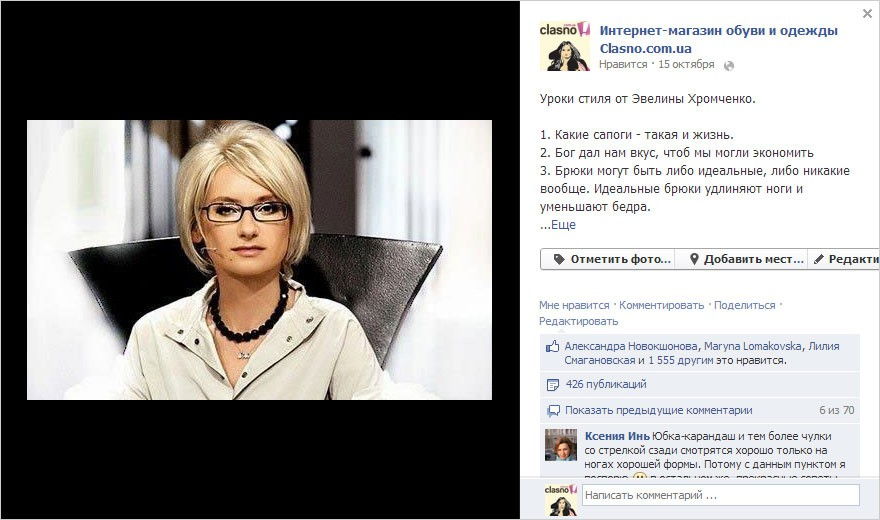 clasno
Интернет-магазин обуви и одежды
Clasno.com.ua
Нравится · 15 октября
Уроки стиля от Эвелины Хромченко.
1. Какие сапоги - такая и жизнь.
2. Бог дал нам вкус, чтоб мы могли экономить
3. Брюки могут быть либо идеальные, либо никакие
вообще. Идеальные брюки удлиняют ноги и
уменьшают бедра.
...Еще
Отметить фото... Добавить мест... Редакти
Мне нравится · Комментировать · Поделиться ·
Редактировать
Александра Новокшонова, Maryna Lomakovska, Лилия
Смагановская и 1 555 другим это нравится.
426 публикаций
Показать предыдущие комментарии 6 из 70
Ксения Инь Юбка-карандаш и тем более чулки
со стрелкой сзади смотрятся хорошо только на
ногах хорошей формы. Потому с данным пунктом я
clasno
Написать комментарий ...